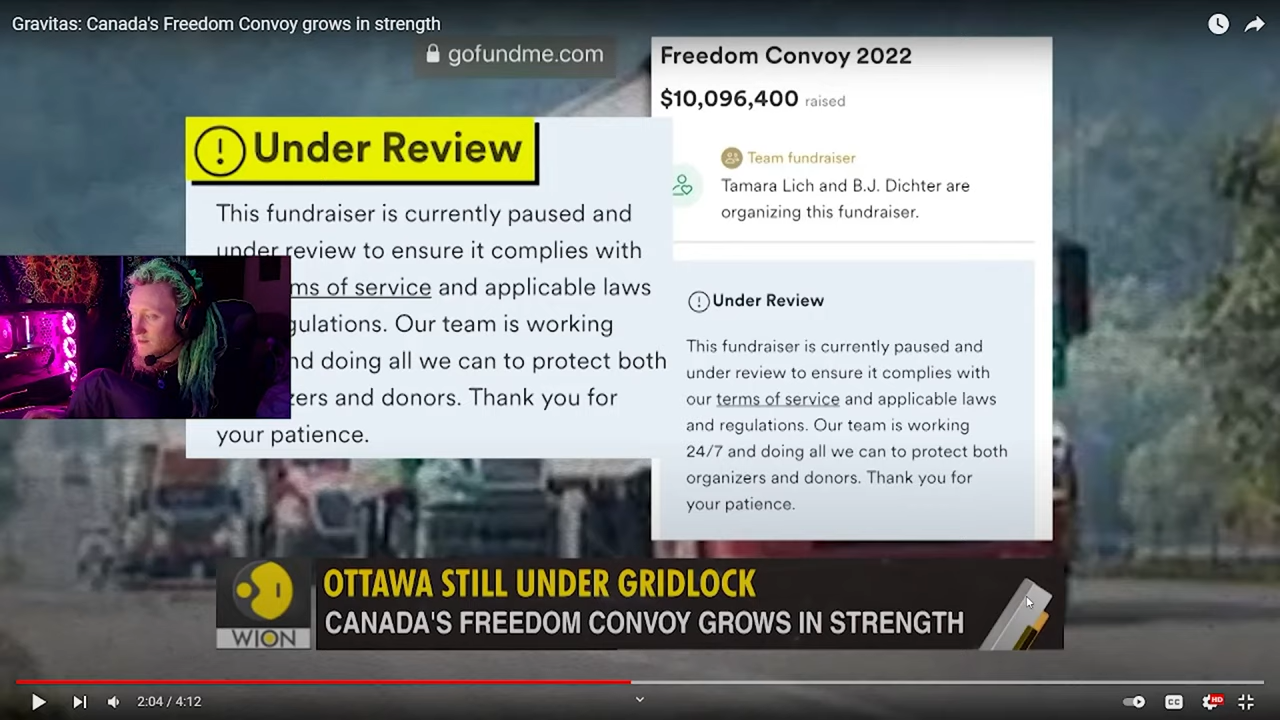 Gravitas: Canada's Freedom Convoy grows in strength
gofundme.com
Under Review
This fundraiser is currently paused and
under review to ensure it complies with
ms of service and applicable laws
gulations. Our team is working
nd doing all we can to protect both
zers and donors. Thank you for
your patience.
Freedom Convoy 2022
$10,096,400 raised
Team fundraiser
Tamara Lich and B.J. Dichter are
organizing this fundraiser.
Under Review
This fundraiser is currently paused and
under review to ensure it complies with
our terms of service and applicable laws
and regulations. Our team is working
24/7 and doing all we can to protect both
organizers and donors. Thank you for
your patience.
WION
OTTAWA STILL UNDER GRIDLOCK
CANADA'S FREEDOM CONVOY GROWS IN STRENGTH
2:04 / 4:12
CC
HD